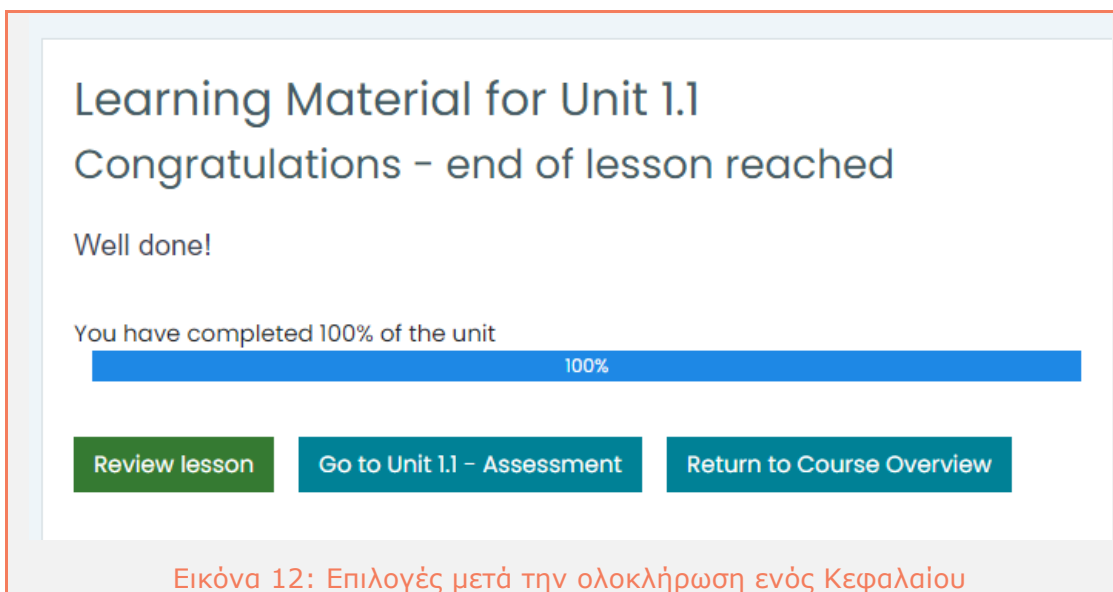 Learning Material for Unit 1.1
Congratulations - end of lesson reached
Well done!
You have completed 100% of the unit
100%
Review lesson
Go to Unit 1.1 - Assessment
Return to Course Overview
Εικόνα 12: Επιλογές μετά την ολοκλήρωση ενός Κεφαλαίου